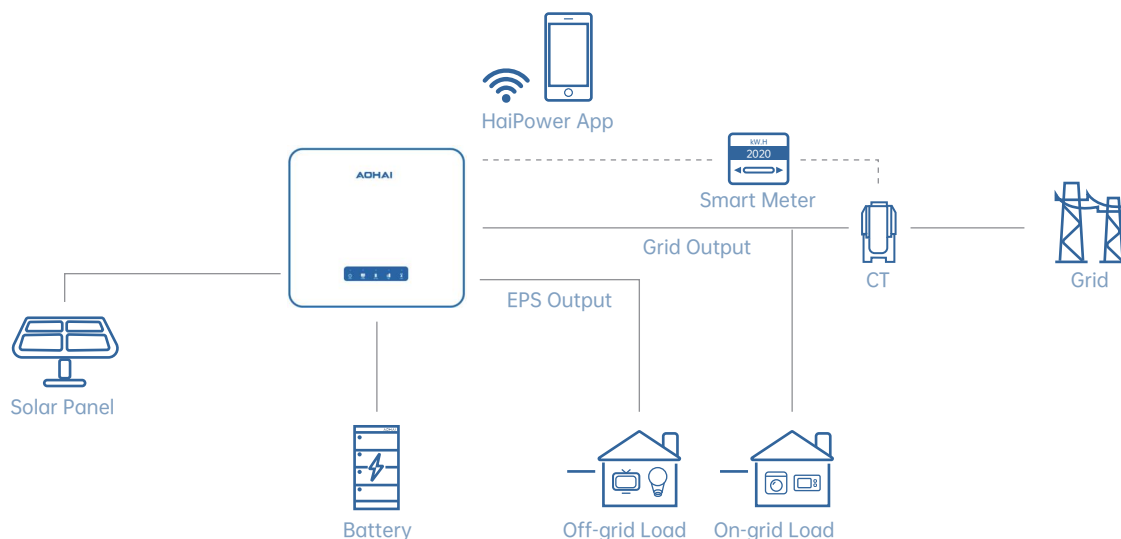 HaiPower App
kW.H
2020
Smart Meter
AOHAI
Grid Output
CT
Grid
EPS Output
Solar Panel
Battery
Off-grid Load
On-grid Load